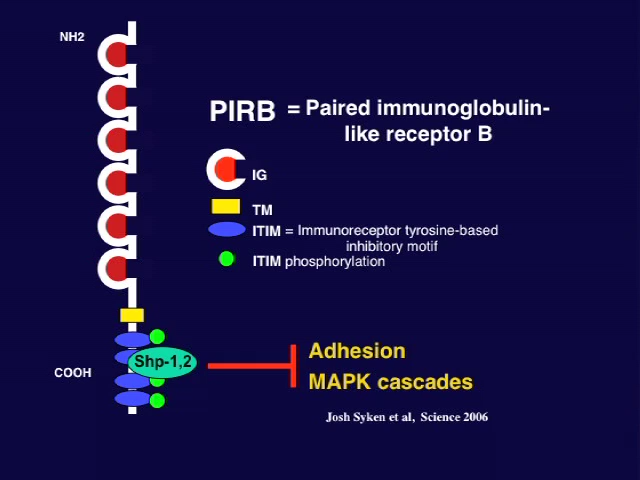 NH2
PIRB = Paired immunoglobulin-
like receptor B
IG
TM
ITIM = Immunoreceptor tyrosine-based
inhibitory motif
ITIM phosphorylation
Shp-1,2
Adhesion
COOH
MAPK cascades
Josh Syken et al, Science 2006